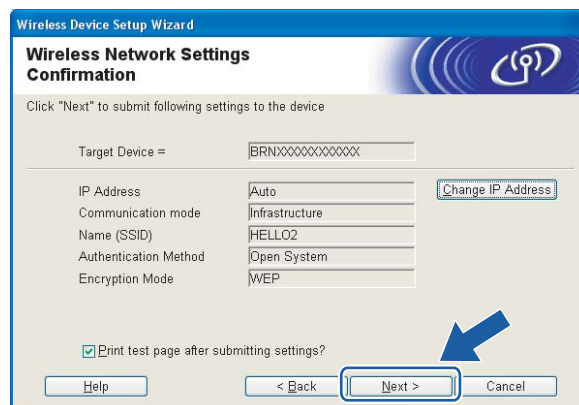 Wireless Device Setup Wizard
Wireless Network Settings
Confirmation
Click "Next" to submit following settings to the device
Target Device = BRNXXXXXXXXXXXX
IP Address Auto Change IP Address
Communication mode Infrastructure
Name (SSID) HELLO2
Authentication Method Open System
Encryption Mode WEP
Print test page after submitting settings?
Help < Back Next > Cancel